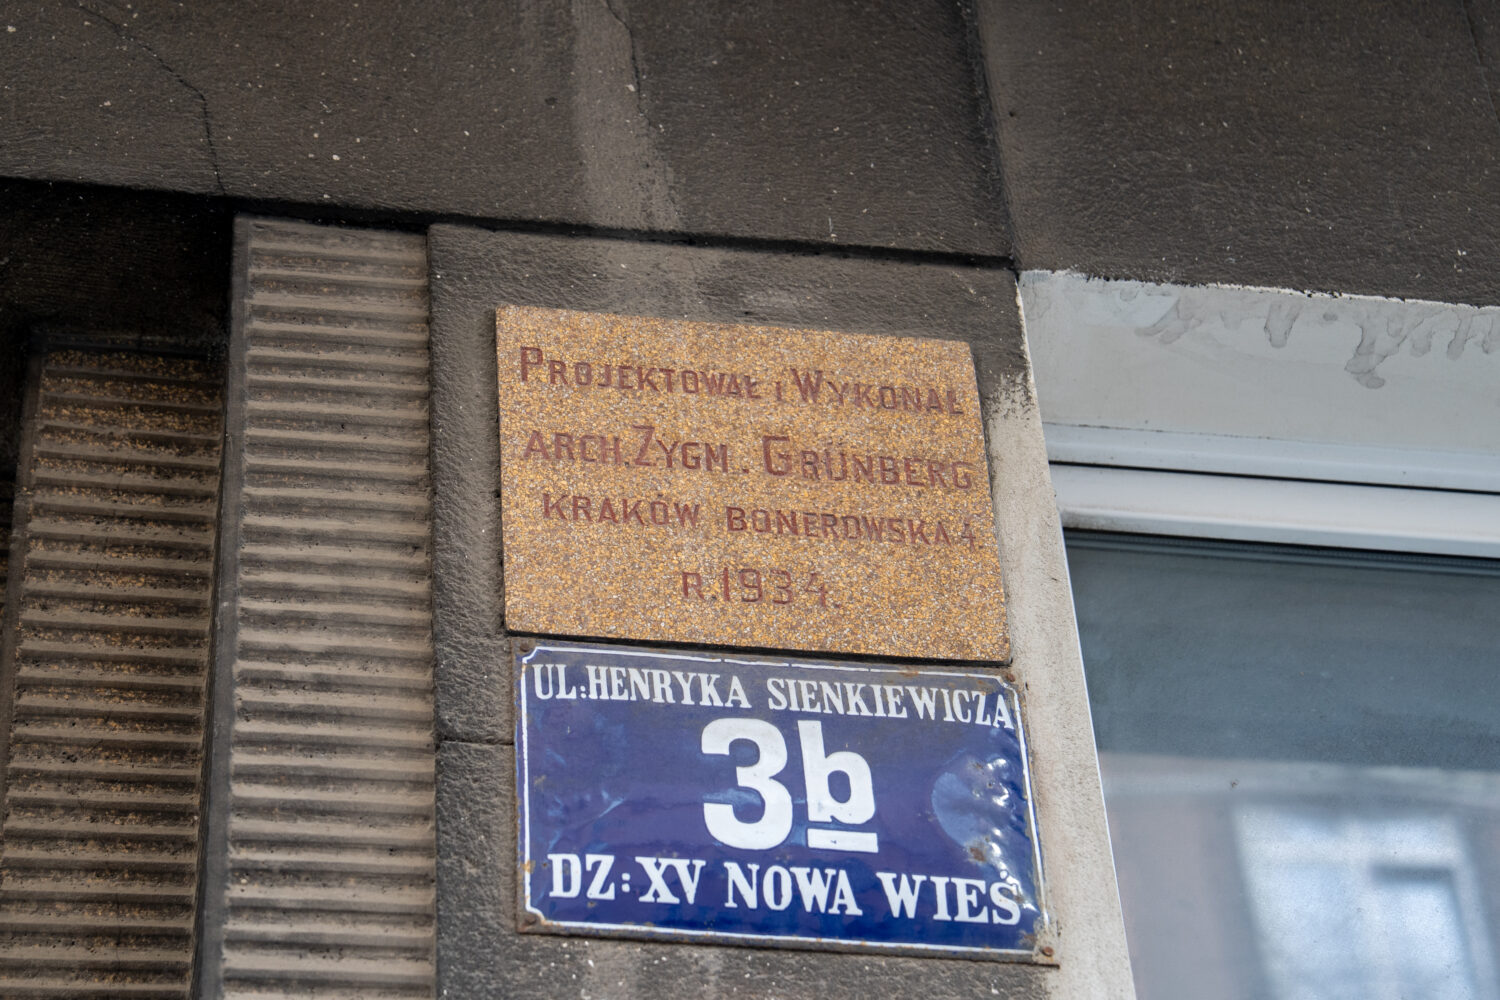 PROJEKTOWAŁ i WYKONAŁ
ARCH. ZYGM. GRÜNBERG
KRAKÓW BONEROWSKA 4.
R. 1934.
UL: HENRYKA SIENKIEWICZA
3b
DZ: XV NOWA WIEŚ